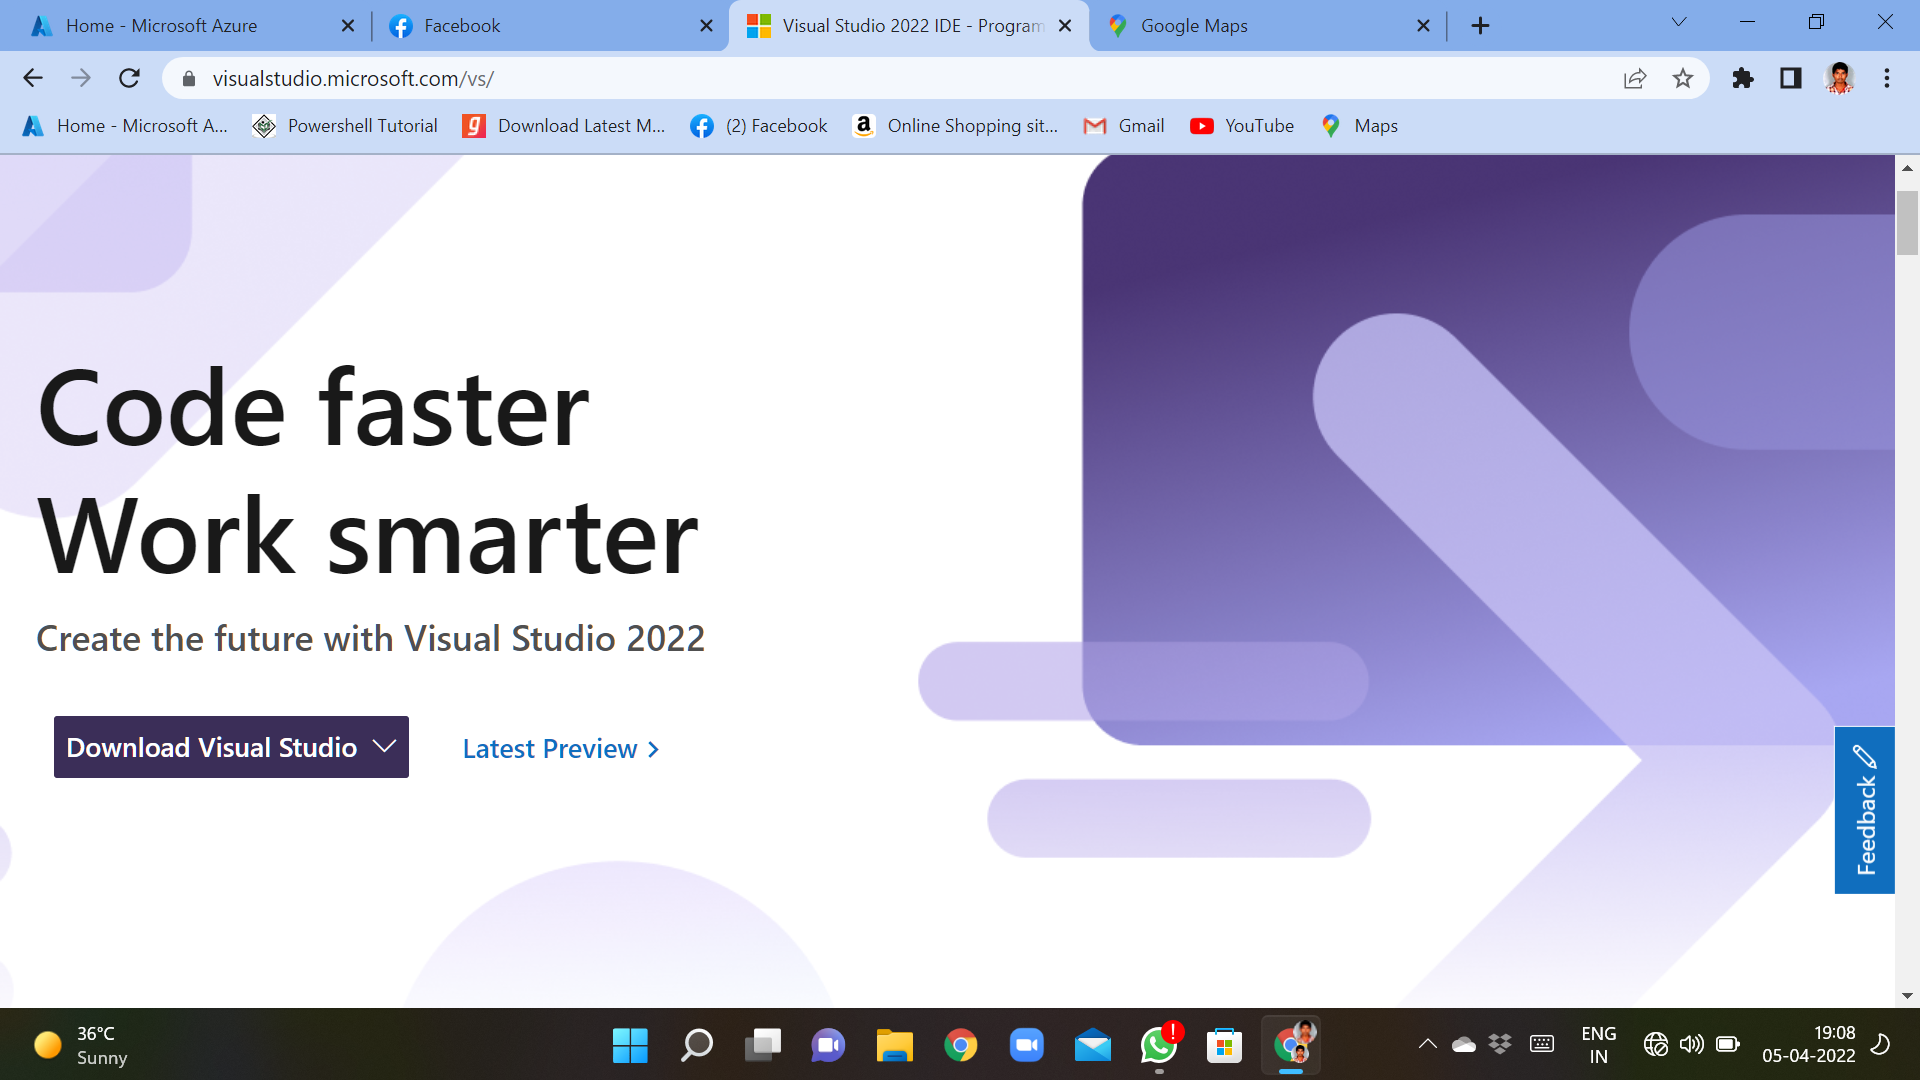 Home - Microsoft Azure
Facebook
Visual Studio 2022 IDE - Program
Google Maps
visualstudio.microsoft.com/vs/
Home - Microsoft A...
Powershell Tutorial
Download Latest M...
(2) Facebook
Online Shopping sit...
Gmail
YouTube
Maps
Code faster
Work smarter
Create the future with Visual Studio 2022
Download Visual Studio
Latest Preview
Feedback
36°C
Sunny
ENG
IN
19:08
05-04-2022